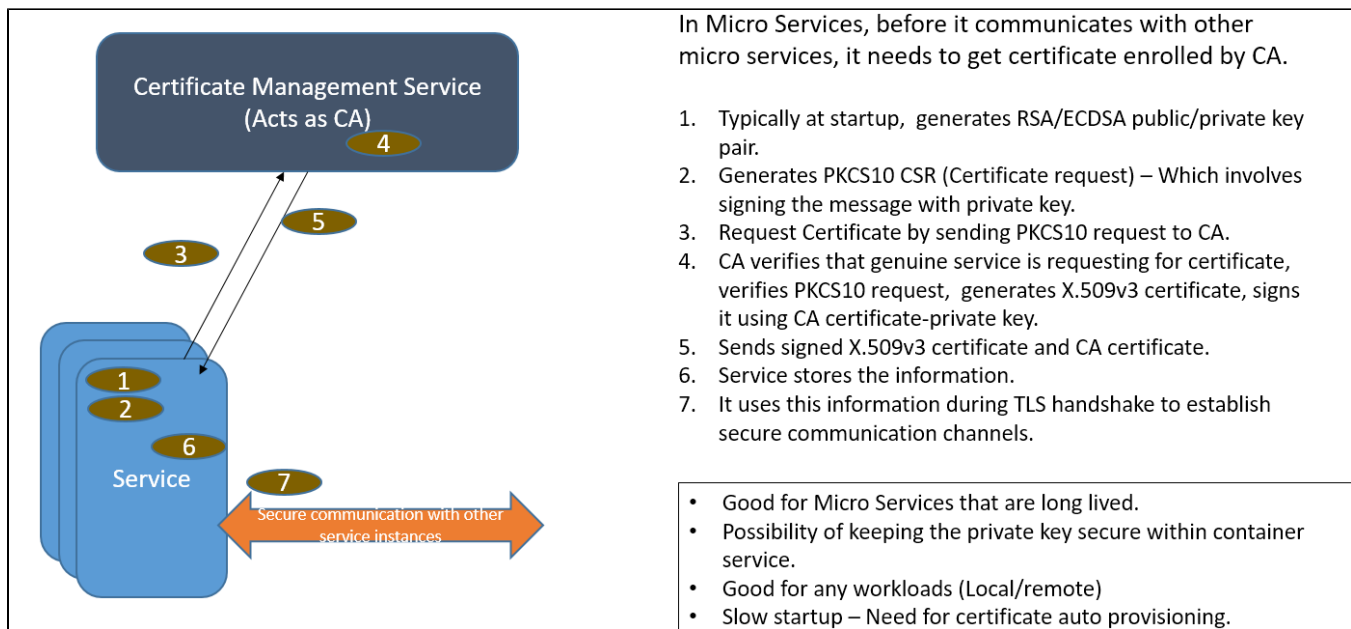 Certificate Management Service
(Acts as CA)
4
5
3
1
2
6
Service
7
Secure communication with other
service instances
In Micro Services, before it communicates with other
micro services, it needs to get certificate enrolled by CA.
1. Typically at startup, generates RSA/ECDSA public/private key
pair.
2. Generates PKCS10 CSR (Certificate request) – Which involves
signing the message with private key.
3. Request Certificate by sending PKCS10 request to CA.
4. CA verifies that genuine service is requesting for certificate,
verifies PKCS10 request, generates X.509v3 certificate, signs
it using CA certificate-private key.
5. Sends signed X.509v3 certificate and CA certificate.
6. Service stores the information.
7. It uses this information during TLS handshake to establish
secure communication channels.
• Good for Micro Services that are long lived.
• Possibility of keeping the private key secure within container
service.
• Good for any workloads (Local/remote)
• Slow startup – Need for certificate auto provisioning.